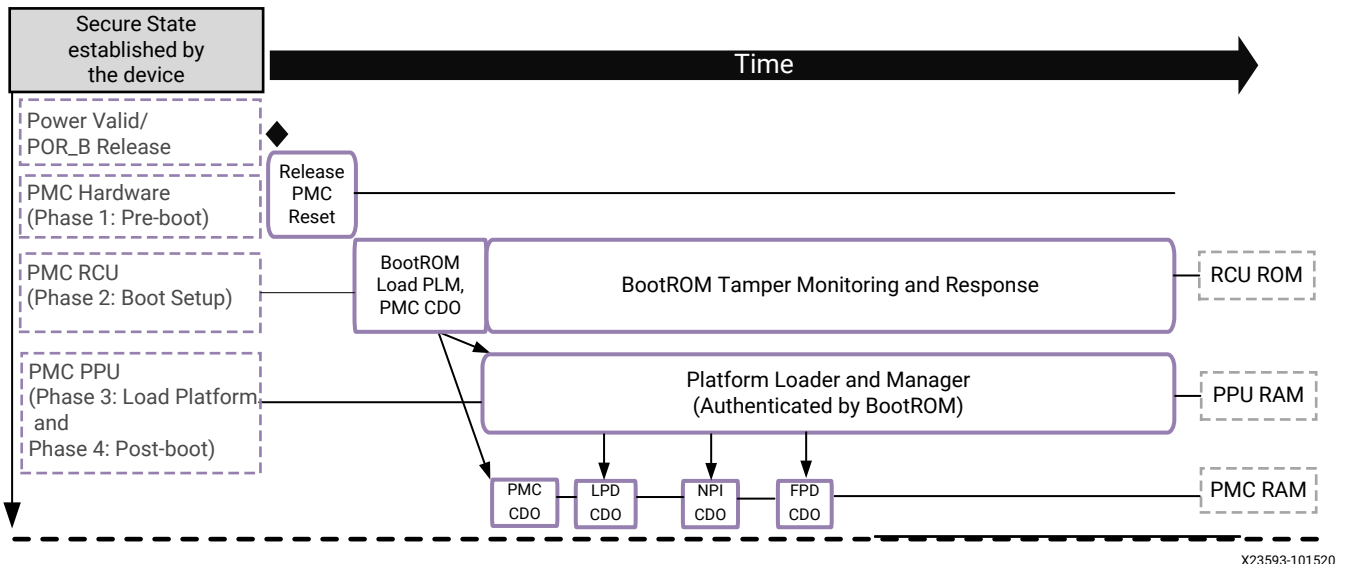 Secure State
established by
the device
Time
Power Valid/
POR_B Release
Release
PMC
Reset
PMC Hardware
(Phase 1: Pre-boot)
BootROM
Load PLM,
PMC CDO
BootROM Tamper Monitoring and Response
RCU ROM
PMC RCU
(Phase 2: Boot Setup)
PMC PPU
(Phase 3: Load Platform
and
Phase 4: Post-boot)
Platform Loader and Manager
(Authenticated by BootROM)
PPU RAM
PMC
CDO
LPD
CDO
NPI
CDO
FPD
CDO
PMC RAM
X23593-101520